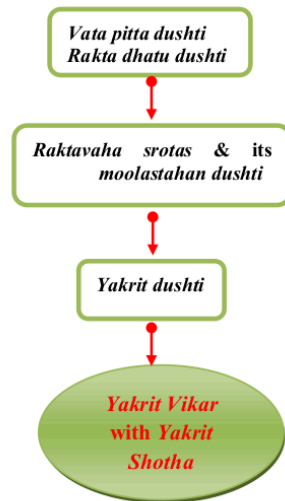 Vata pitta dushti
Rakta dhatu dushti
Raktavaha srotas & its
moolastahan dushti
Yakrit dushti
Yakrit Vikar
with Yakrit
Shotha